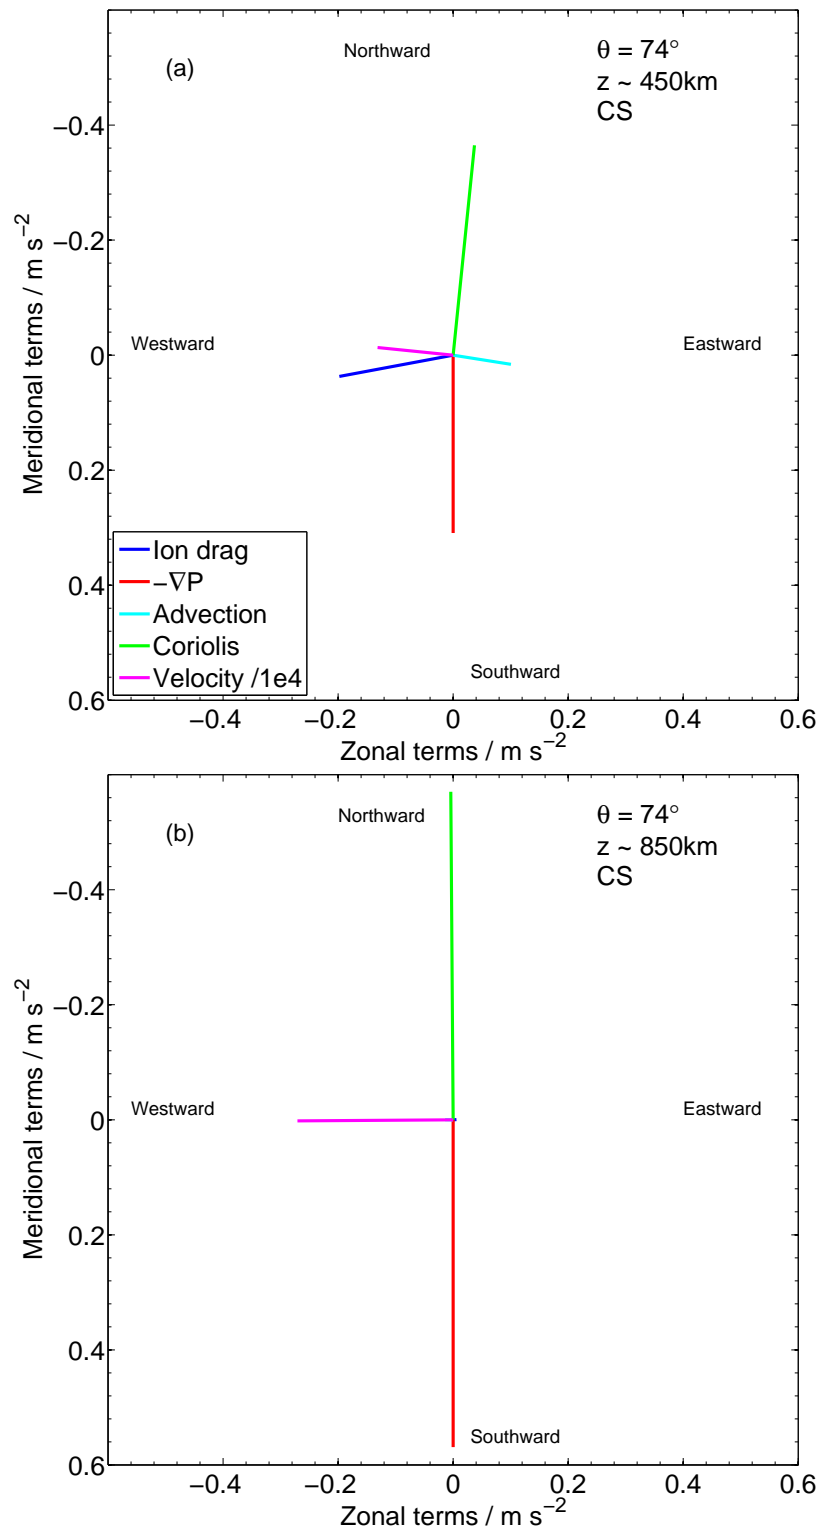 (a)
Northward
θ = 74°
z ~ 450km
CS
−0.4
−0.2
0
0.2
0.4
0.6
Meridional terms / m s−2
Westward
Eastward
Southward
Ion drag
−∇P
Advection
Coriolis
Velocity /1e4
−0.4 −0.2 0 0.2 0.4 0.6
Zonal terms / m s−2
(b)
Northward
θ = 74°
z ~ 850km
CS
−0.4
−0.2
0
0.2
0.4
0.6
Meridional terms / m s−2
Westward
Eastward
Southward
−0.4 −0.2 0 0.2 0.4 0.6
Zonal terms / m s−2